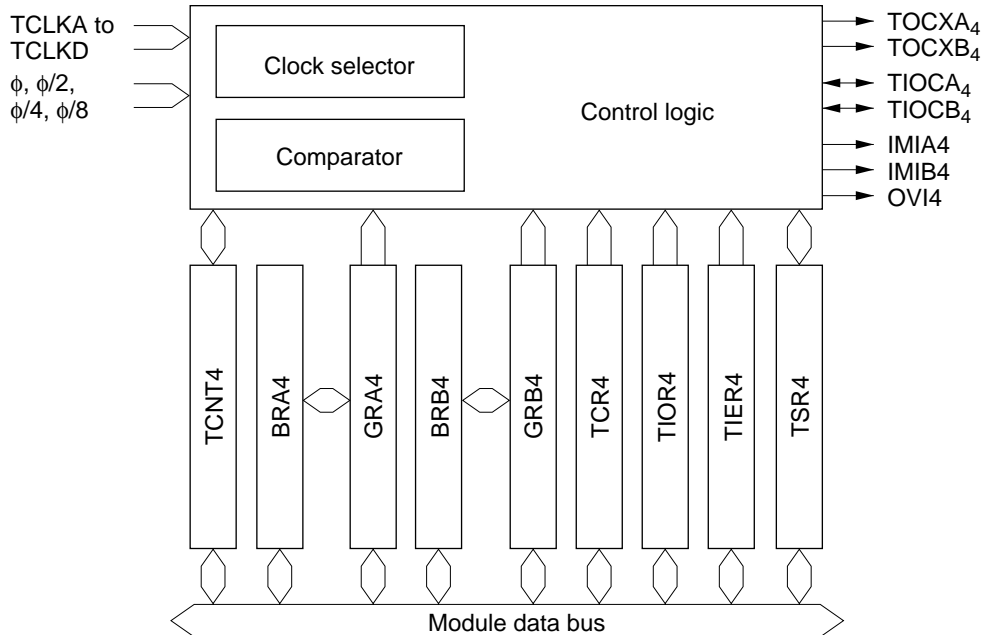 TCLKA to
TCLKD
ϕ, ϕ/2,
ϕ/4, ϕ/8
Clock selector
Comparator
Control logic
TOCXA4
TOCXB4
TIOCA4
TIOCB4
IMIA4
IMIB4
OVI4
TCNT4
BRA4
GRA4
BRB4
GRB4
TCR4
TIOR4
TIER4
TSR4
Module data bus